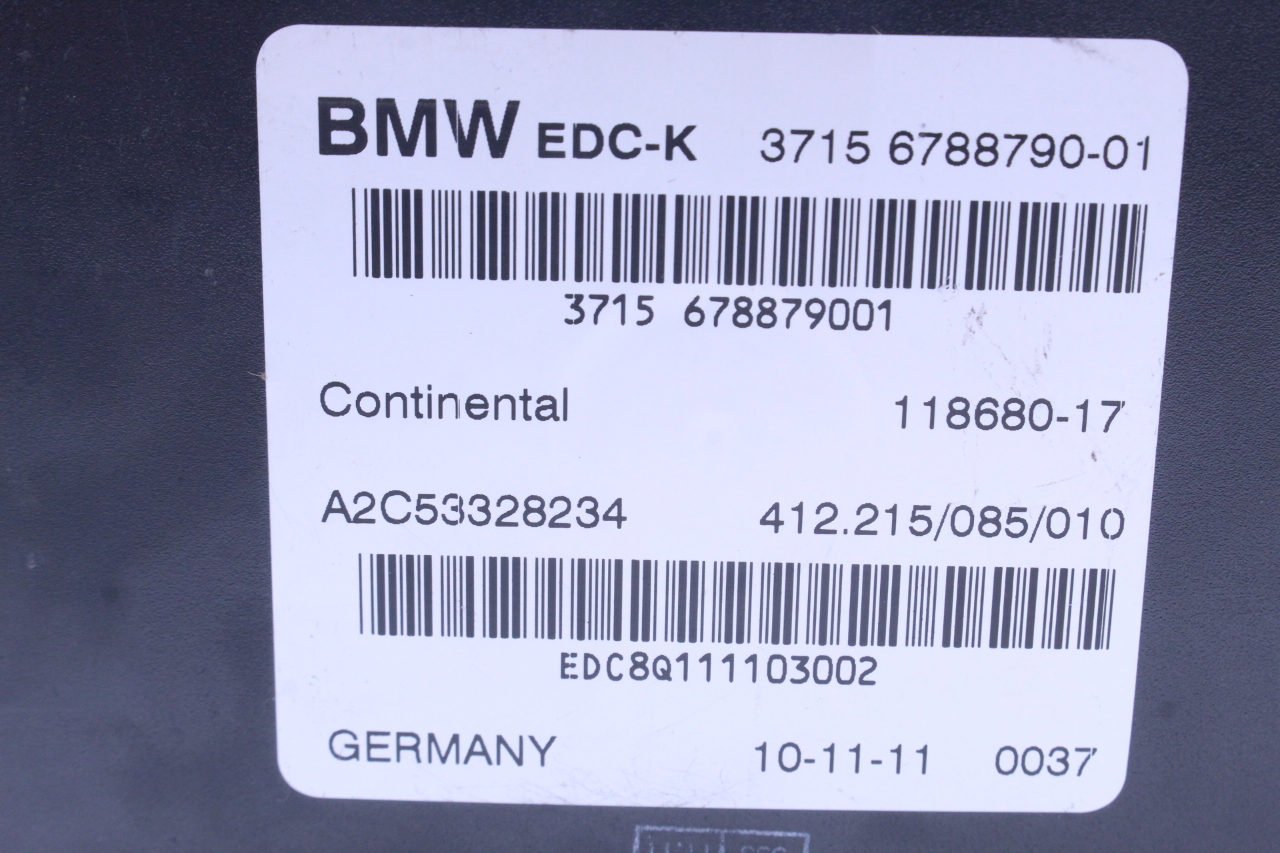 BMW EDC-K 3715 6788790-01
3715 678879001
Continental 118680-17
A2C53328234 412.215/085/010
EDC8Q111103002
GERMANY 10-11-11 0037